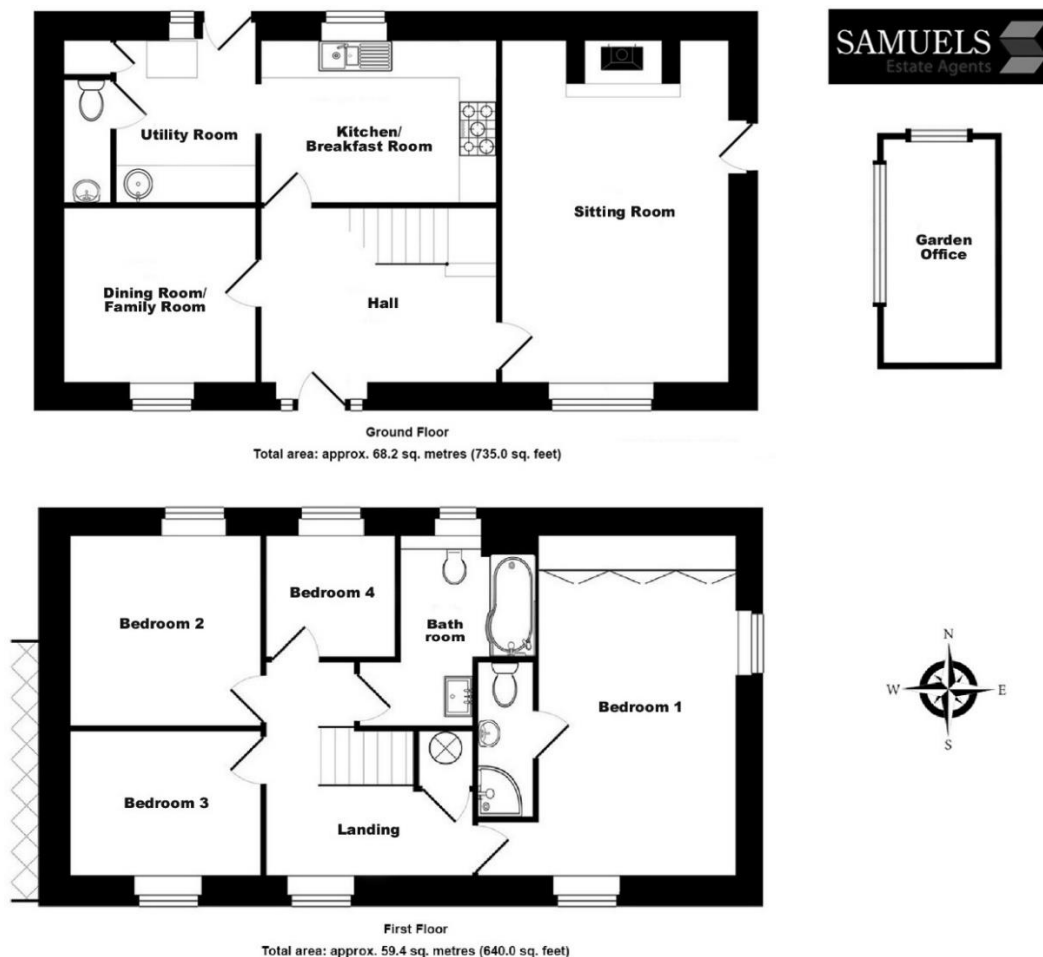 SAMUELS
Estate Agents
Utility Room
Kitchen/
Breakfast Room
Sitting Room
Garden
Office
Dining Room/
Family Room
Hall
Ground Floor
Total area: approx. 68.2 sq. metres (735.0 sq. feet)
Bedroom 2
Bedroom 4
Bath
room
Bedroom 1
Bedroom 3
Landing
N
W
E
S
First Floor
Total area: approx. 59.4 sq. metres (640.0 sq. feet)